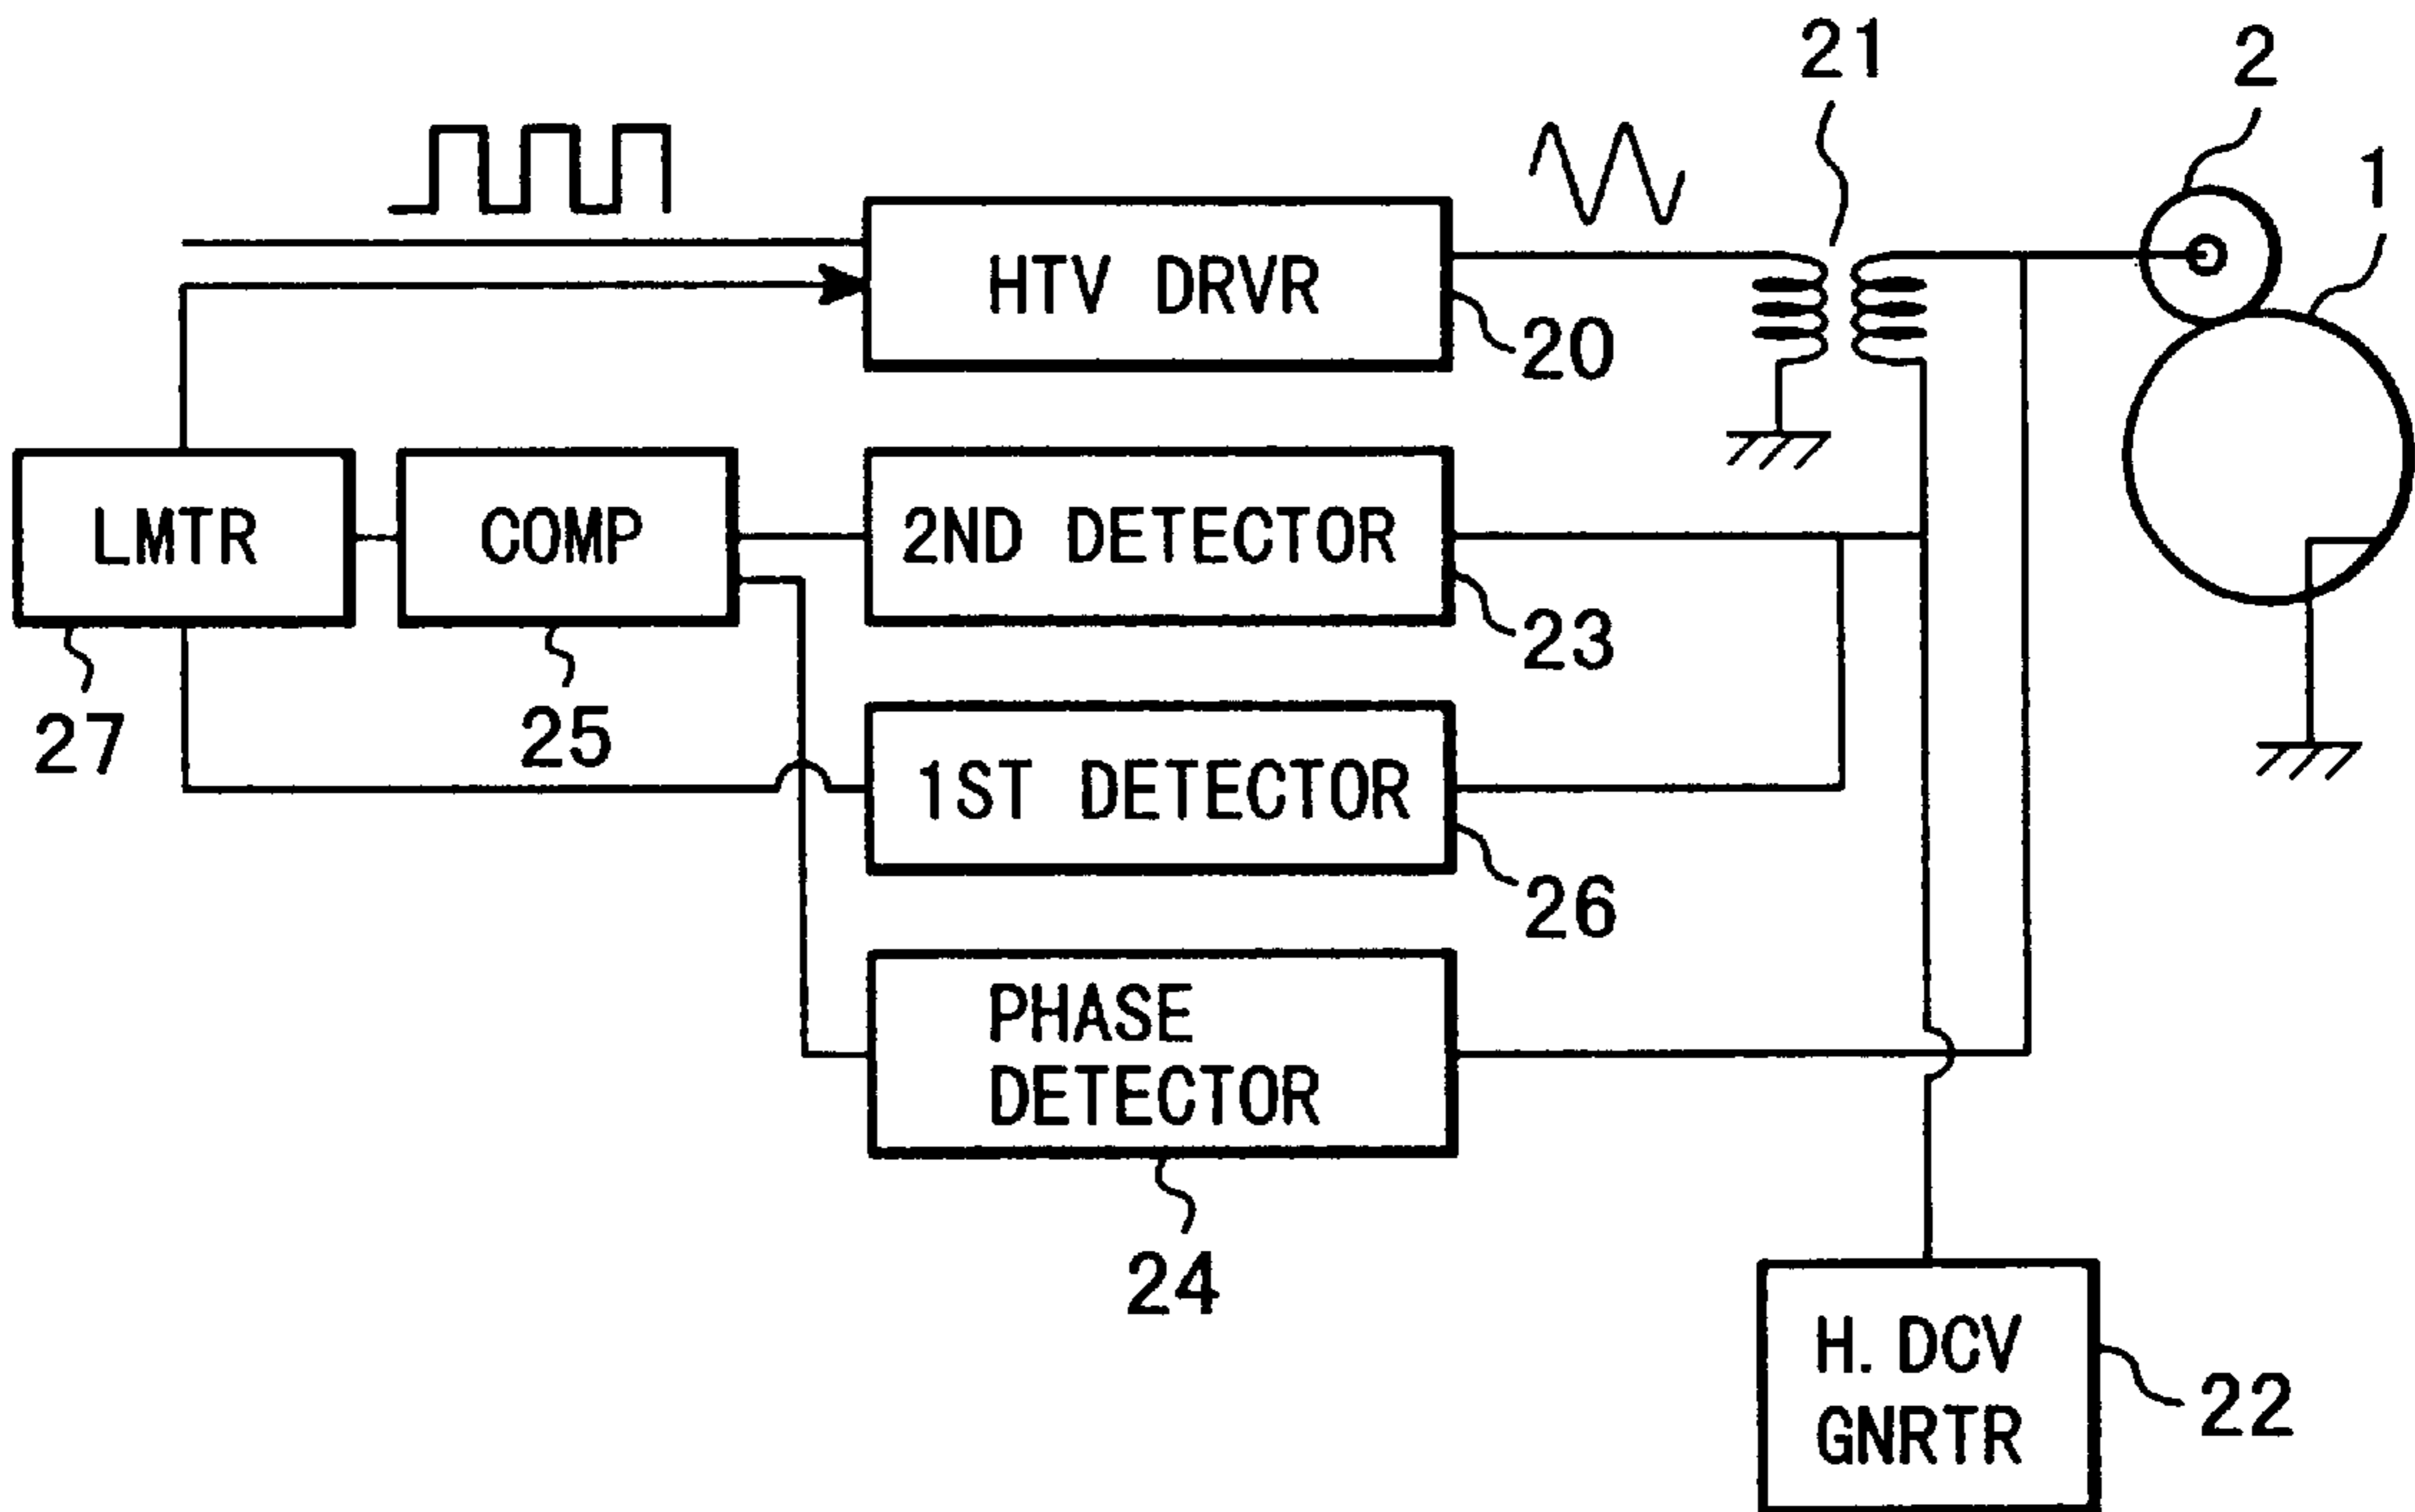 21
2
1
HTV DRVR
20
LMTR
COMP
2ND DETECTOR
23
27
25
1ST DETECTOR
26
PHASE
DETECTOR
24
H. DCV
GNRTR
22